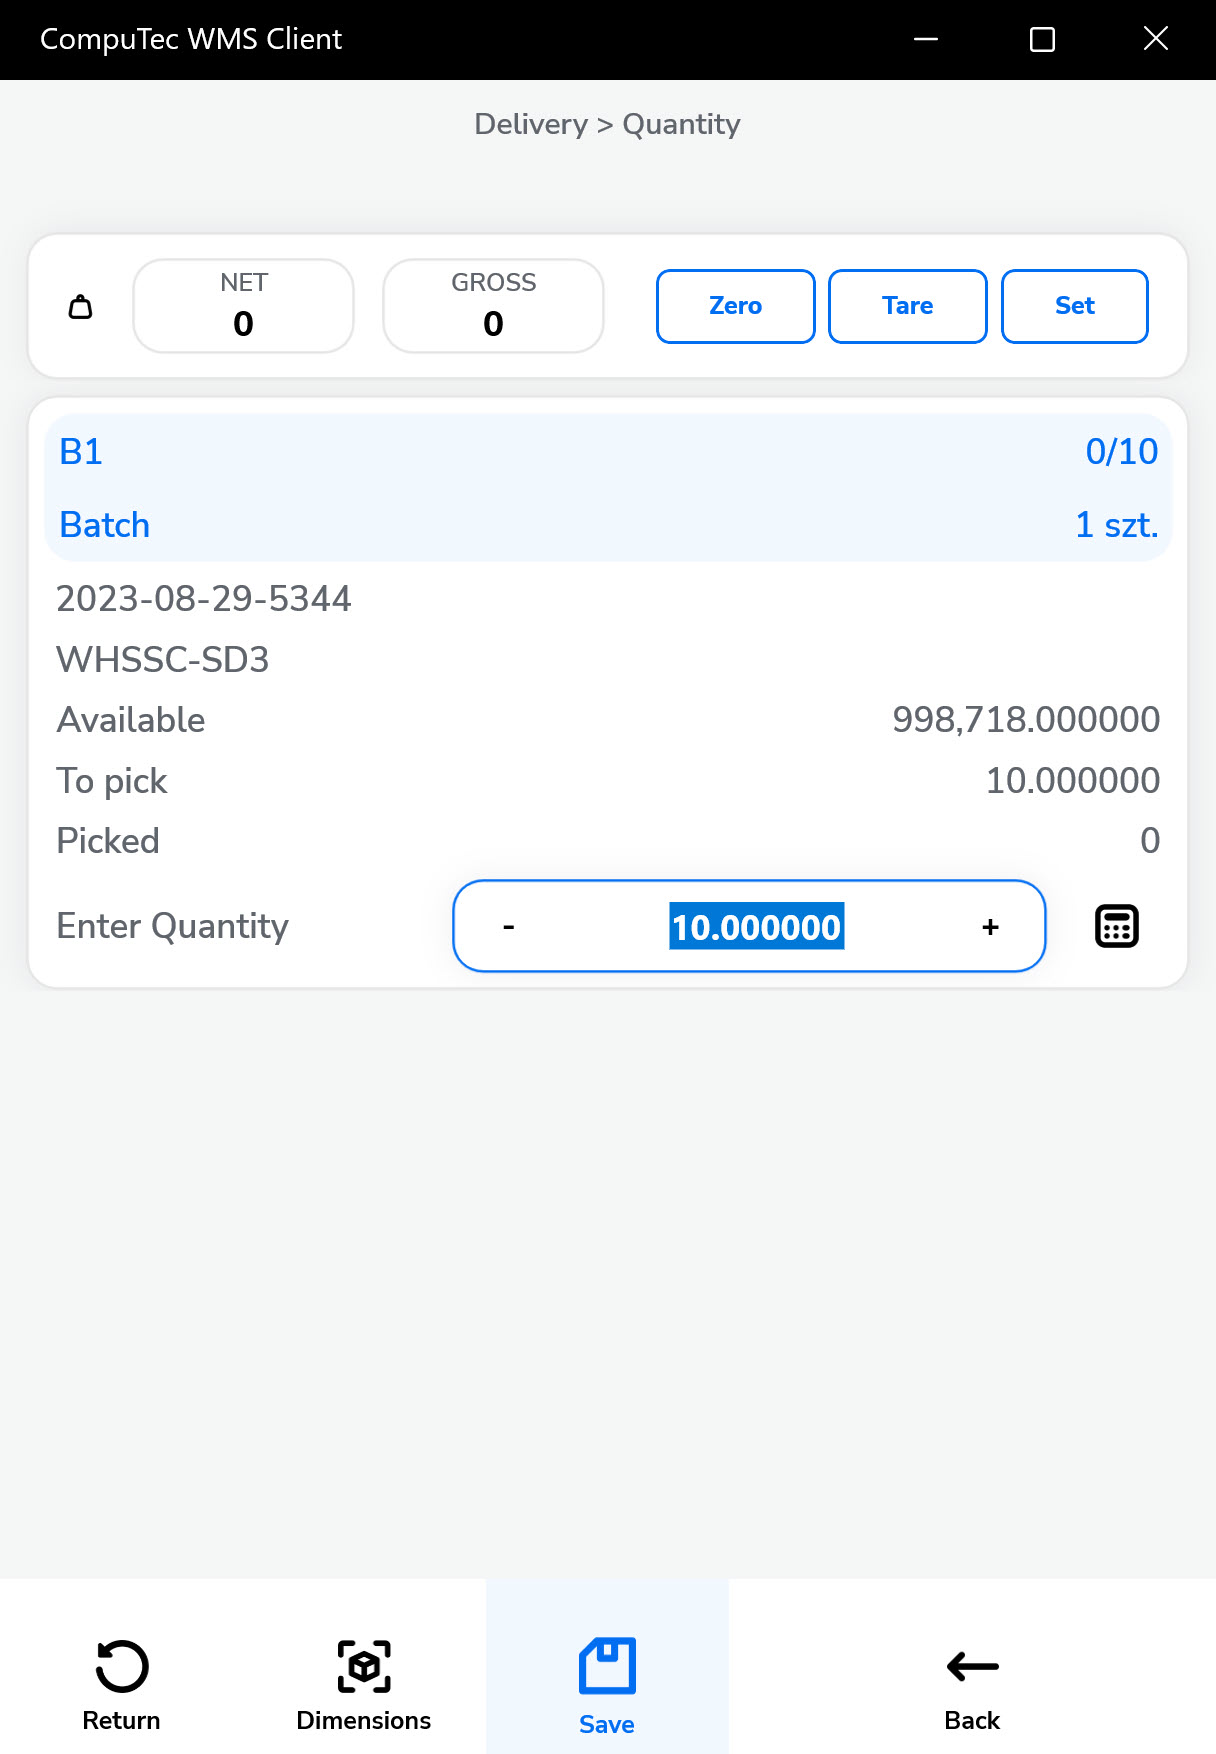 CompuTec WMS Client
Delivery > Quantity
NET
0
GROSS
0
Zero
Tare
Set
B1 0/10
Batch 1 szt.
2023-08-29-5344
WHSSC-SD3
Available 998,718.000000
To pick 10.000000
Picked 0
Enter Quantity - 10.000000 +
Return
Dimensions
Save
Back